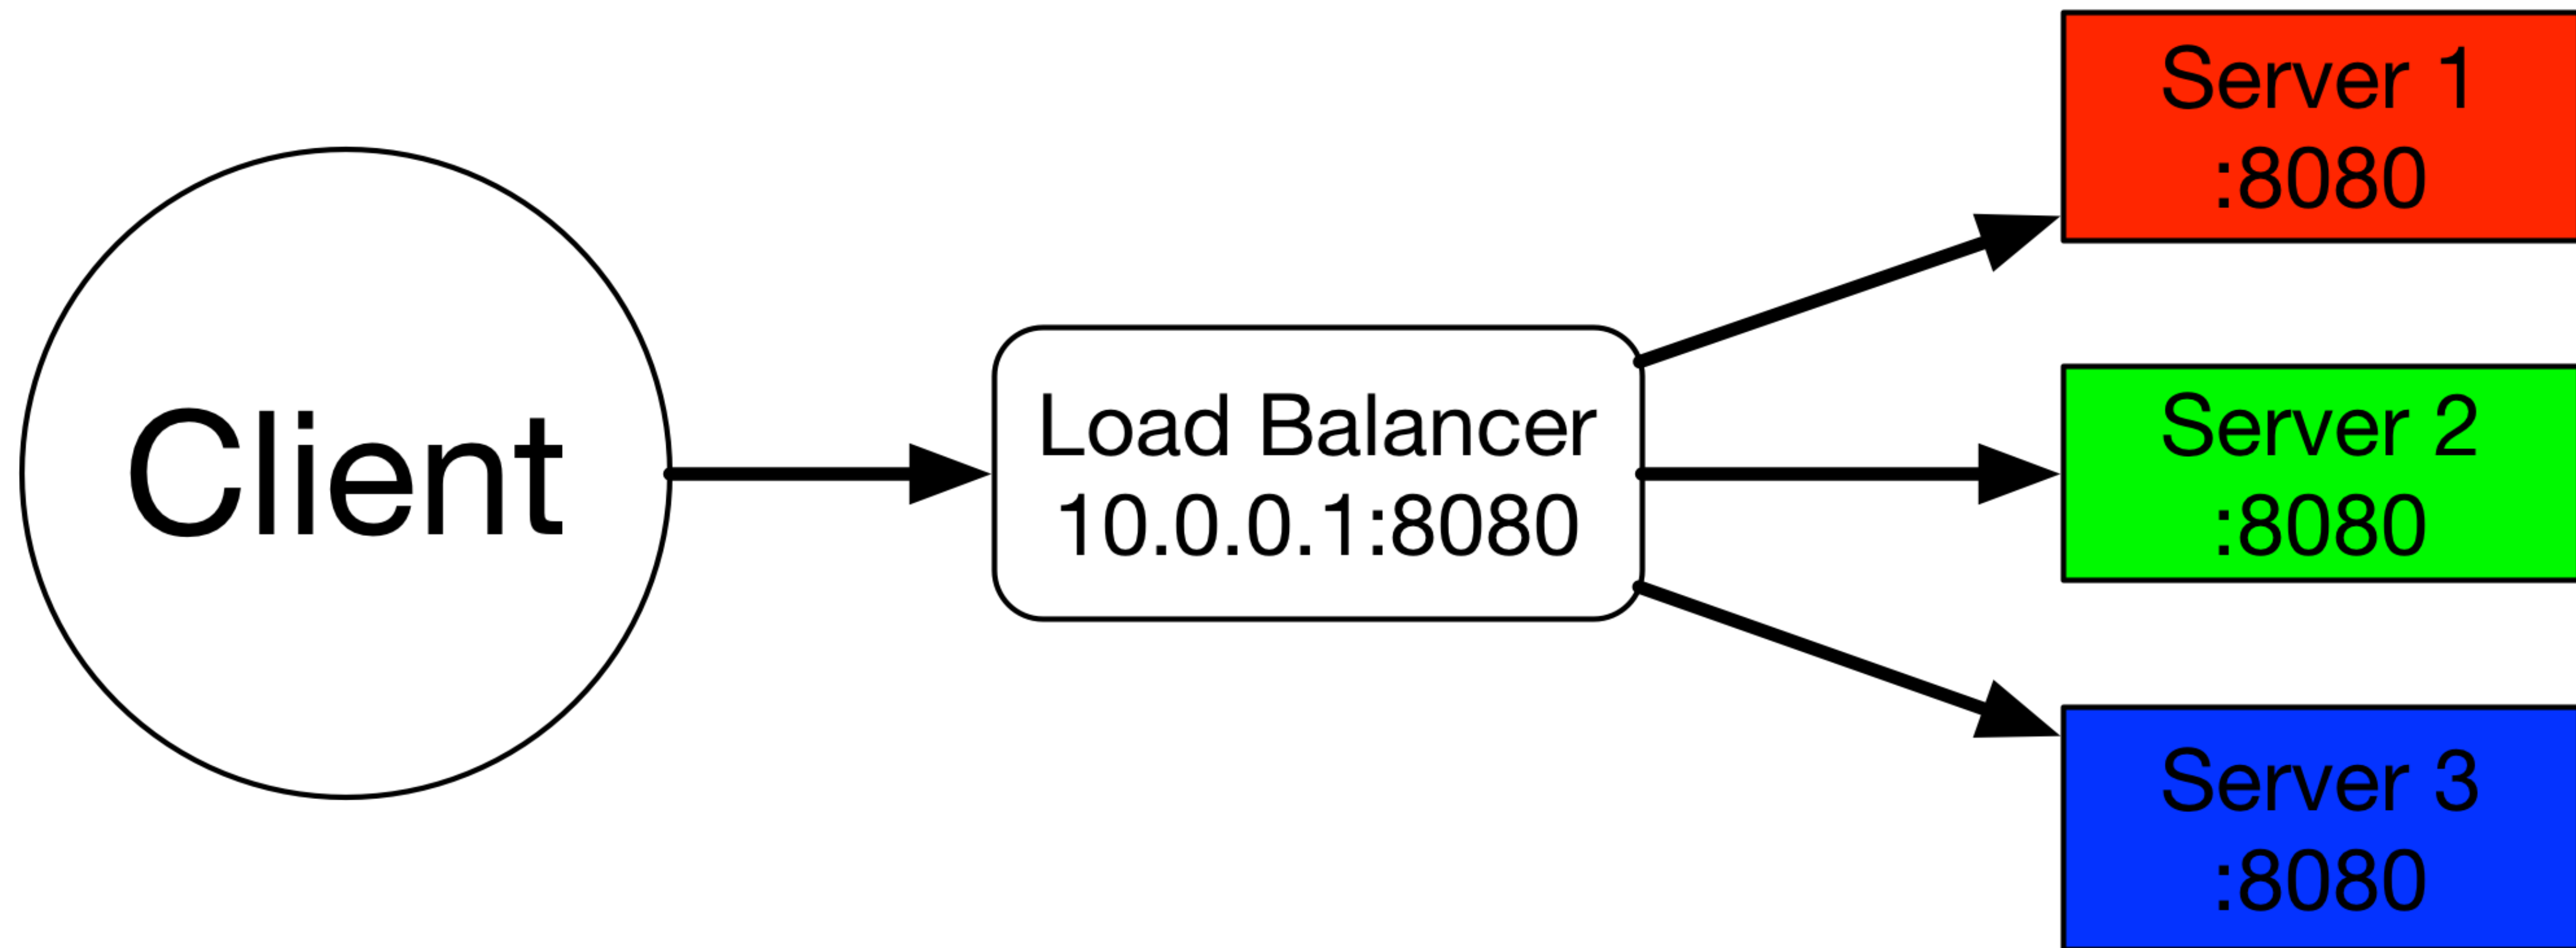 Client
Load Balancer
10.0.0.1:8080
Server 1
:8080
Server 2
:8080
Server 3
:8080